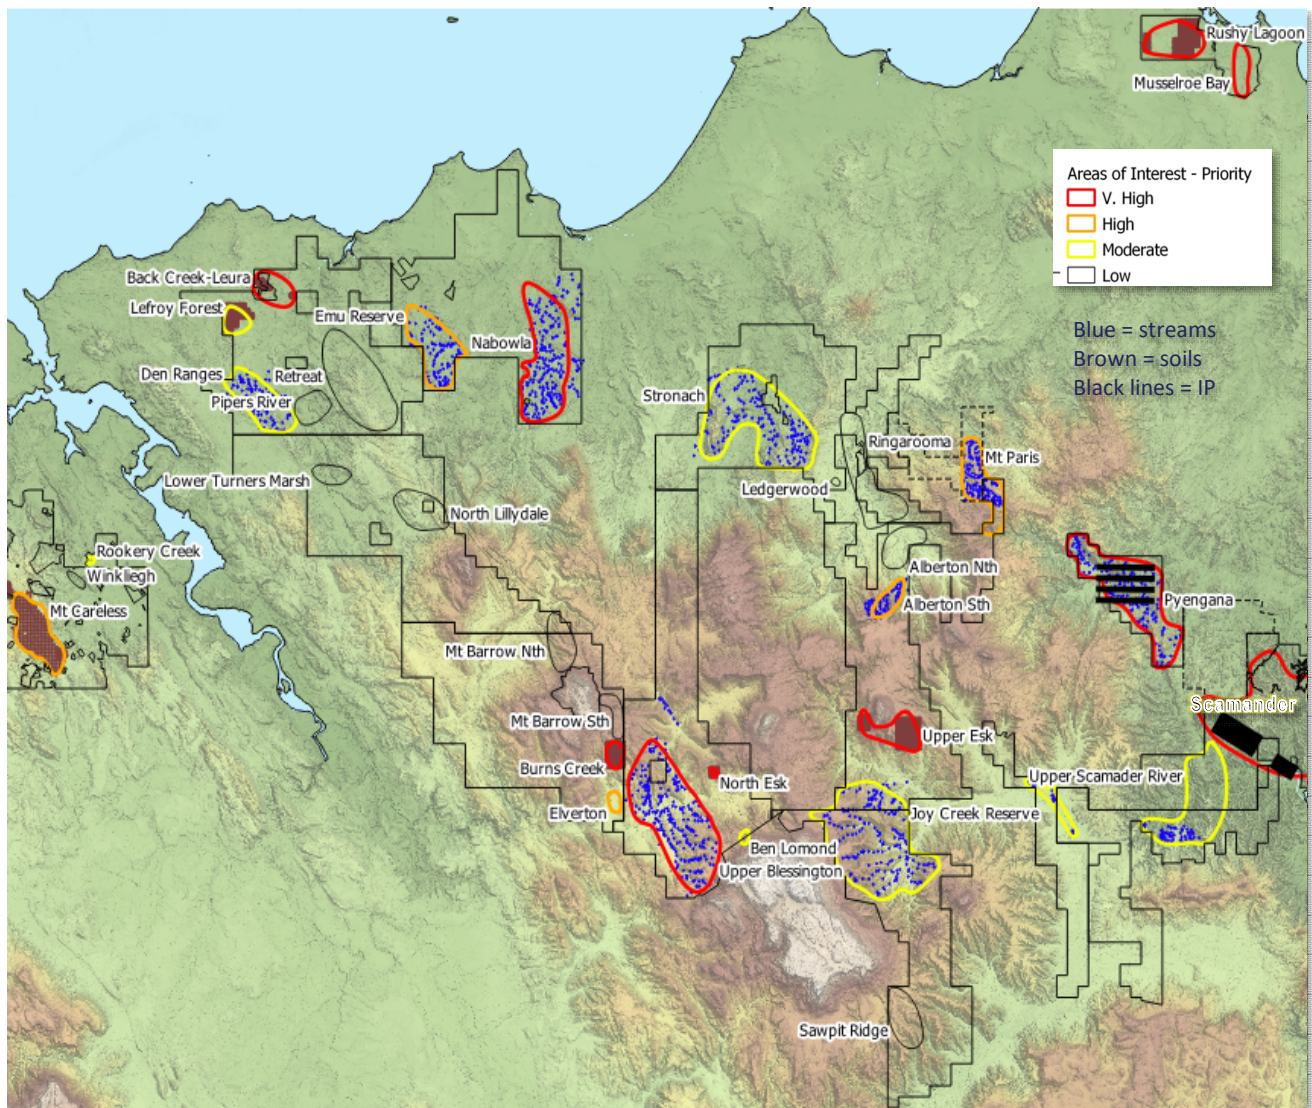 Rushy Lagoon
Musselroe Bay
Areas of Interest - Priority
V. High
High
Moderate
Low
Blue = streams
Brown = soils
Black lines = IP
Back Creek-Leura
Lefroy Forest
Emu Reserve
Nabowla
Den Ranges
Retreat
Pipers River
Stronach
Ringarooma
Mt Paris
Lower Turners Marsh
Ledgerwood
North Lillydale
Rookery Creek
Winkliegh
Alberton Nth
Mt Careless
Alberton Sth
Pyengana
Mt Barrow Nth
Scamander
Mt Barrow Sth
Upper Esk
Burns Creek
North Esk
Upper Scamader River
Elverton
Joy Creek Reserve
Ben Lomond
Upper Blessington
Sawpit Ridge